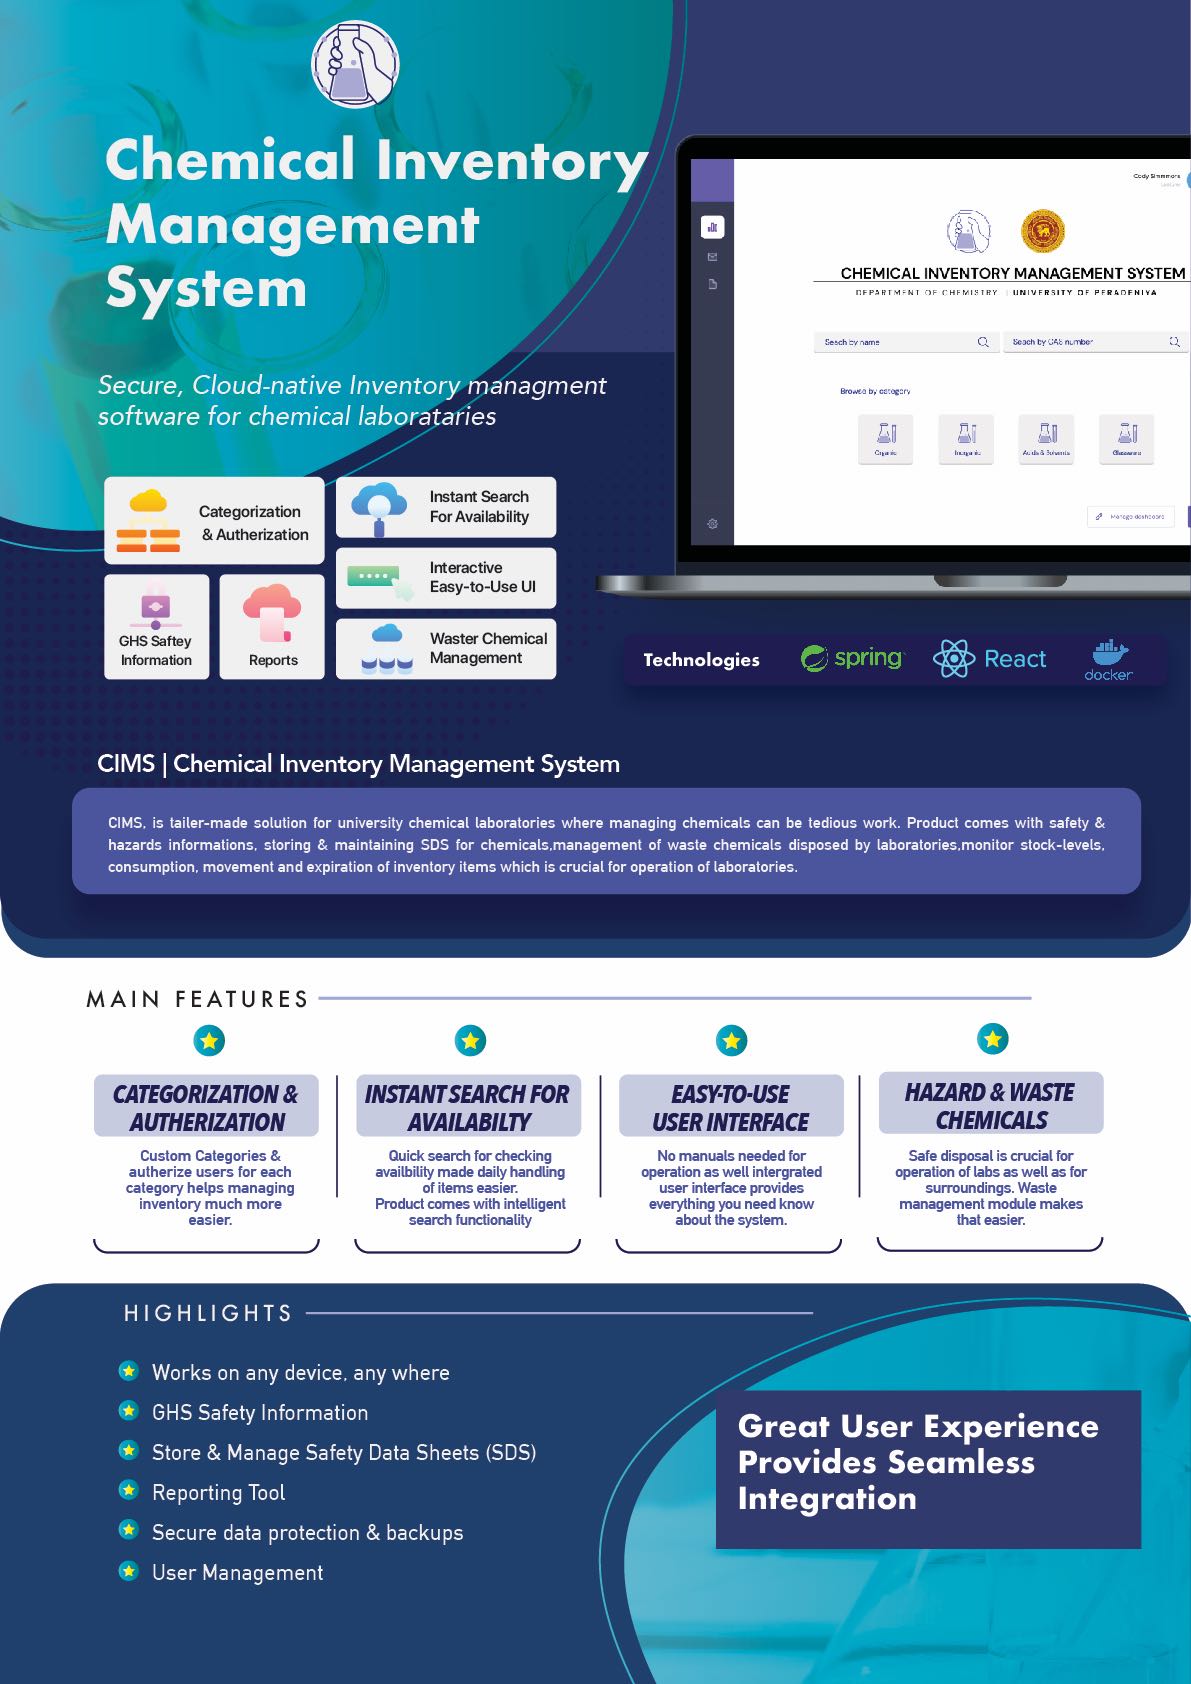 Chemical Inventory
Management
System
Secure, Cloud-native Inventory managment
software for chemical laborataries
Cody Simmmons
CHEMICAL INVENTORY MANAGEMENT SYSTEM
DEPARTMENT OF CHEMISTRY | UNIVERSITY OF PERADENIYA
Seach by name
Seach by CAS number
Browse by category
Organic
Inorganic
Acids & Solvents
Glassware
Manage dashboard
Categorization
& Autherization
Instant Search
For Availability
Interactive
Easy-to-Use UI
GHS Saftey
Information
Reports
Waster Chemical
Management
Technologies
spring
React
docker
CIMS | Chemical Inventory Management System
CIMS, is tailer-made solution for university chemical laboratories where managing chemicals can be tedious work. Product comes with safety &
hazards informations, storing & maintaining SDS for chemicals,management of waste chemicals disposed by laboratories,monitor stock-levels,
consumption, movement and expiration of inventory items which is crucial for operation of laboratories.
MAIN FEATURES
CATEGORIZATION &
AUTHERIZATION
Custom Categories &
autherize users for each
category helps managing
inventory much more
easier.
INSTANT SEARCH FOR
AVAILABILTY
Quick search for checking
availbility made daily handling
of items easier.
Product comes with intelligent
search functionality
EASY-TO-USE
USER INTERFACE
No manuals needed for
operation as well intergrated
user interface provides
everything you need know
about the system.
HAZARD & WASTE
CHEMICALS
Safe disposal is crucial for
operation of labs as well as for
surroundings. Waste
management module makes
that easier.
HIGHLIGHTS
Works on any device, any where
GHS Safety Information
Store & Manage Safety Data Sheets (SDS)
Reporting Tool
Secure data protection & backups
User Management
Great User Experience
Provides Seamless
Integration